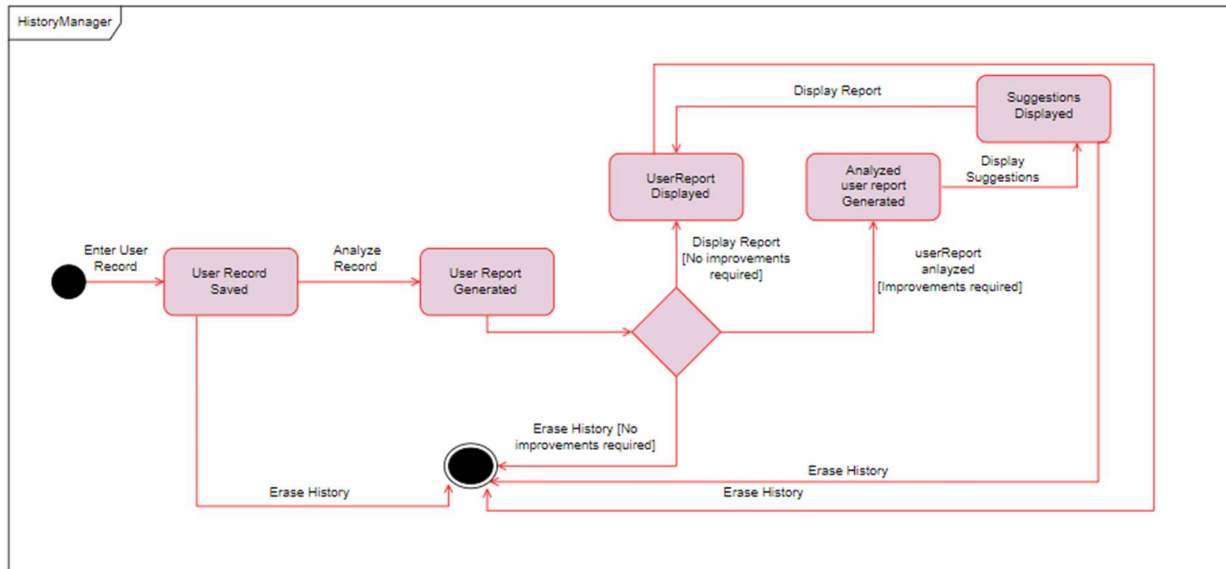 HistoryManager
Display Report
Suggestions
Displayed
UserReport
Displayed
Analyzed
user report
Generated
Display
Suggestions
Enter User
Record
Analyze
Record
Display Report
[No improvements
required]
userReport
anlayzed
[Improvements required]
User Record
Saved
User Report
Generated
Erase History [No
improvements required]
Erase History
Erase History
Erase History